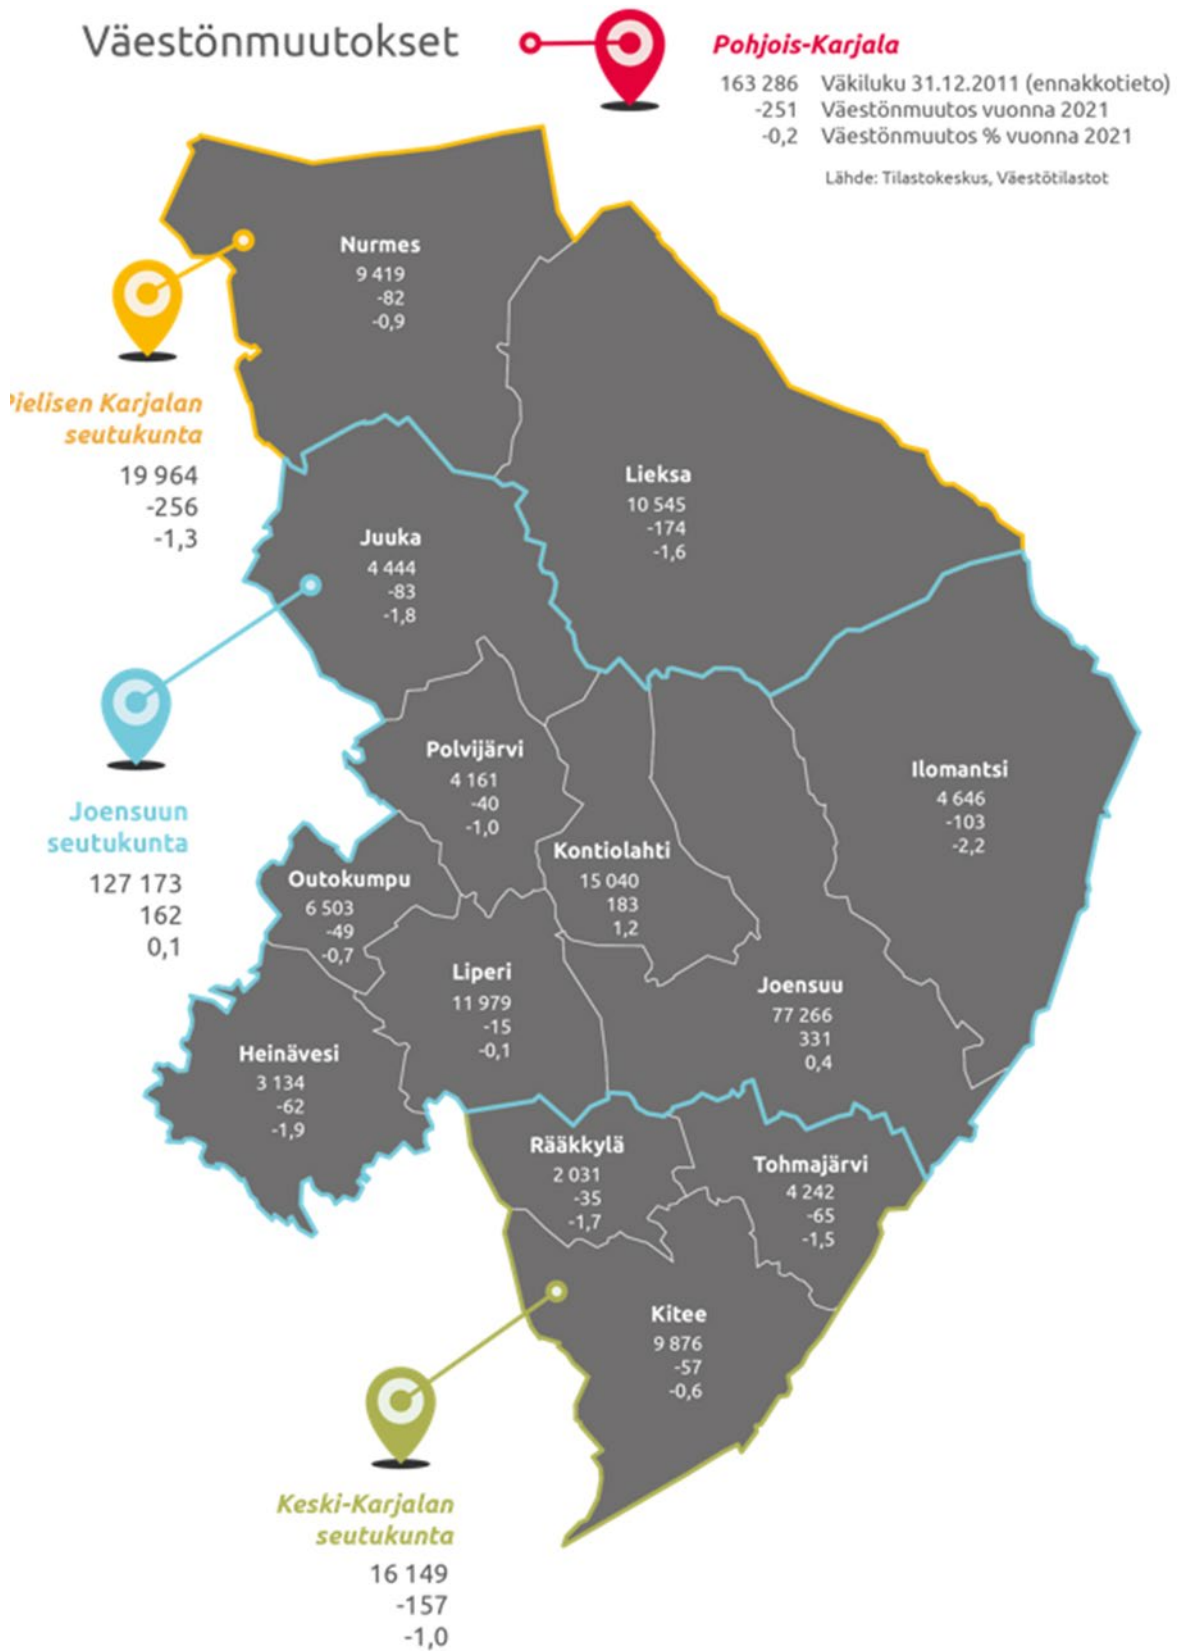 Väestönmuutokset
Pohjois-Karjala
163 286 Väkiluku 31.12.2011 (ennakkotieto)
-251 Väestönmuutos vuonna 2021
-0,2 Väestönmuutos % vuonna 2021
Lähde: Tilastokeskus, Väestötilastot
Nurmes
9 419
-82
-0,9
Pielisen Karjalan
seutukunta
19 964
-256
-1,3
Lieksa
10 545
-174
-1,6
Juuka
4 444
-83
-1,8
Joensuun
seutukunta
127 173
162
0,1
Polvijärvi
4 161
-40
-1,0
Ilomantsi
4 646
-103
-2,2
Kontiolahti
15 040
183
1,2
Outokumpu
6 503
-49
-0,7
Liperi
11 979
-15
-0,1
Joensuu
77 266
331
0,4
Heinävesi
3 134
-62
-1,9
Rääkkylä
2 031
-35
-1,7
Tohmajärvi
4 242
-65
-1,5
Kitee
9 876
-57
-0,6
Keski-Karjalan
seutukunta
16 149
-157
-1,0